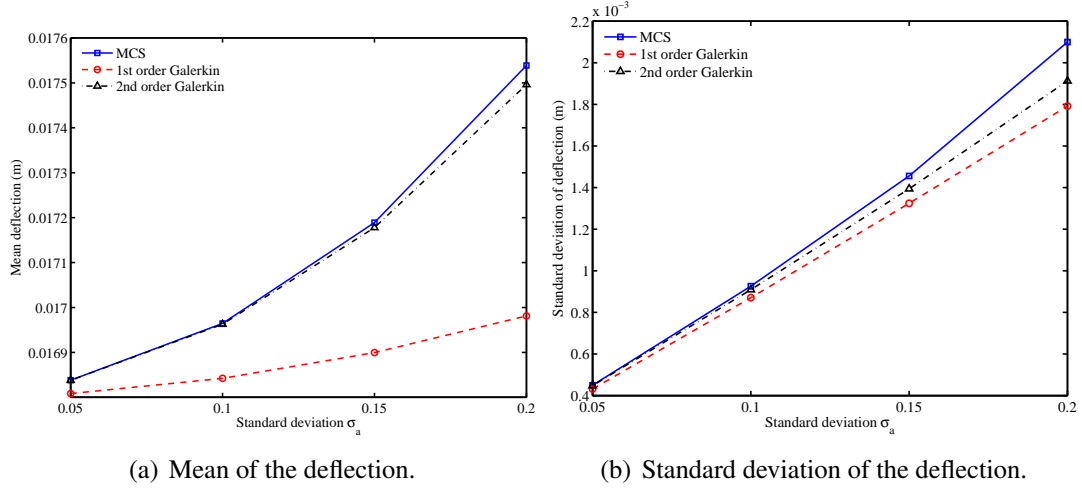 0.0176
0.0175
0.0174
0.0173
0.0172
0.0171
0.017
0.0169
Mean deflection (m)
MCS
1st order Galerkin
2nd order Galerkin
0.05 0.1 0.15 0.2
Standard deviation σa
(a) Mean of the deflection.
x 10−3
2.2
2
1.8
1.6
1.4
1.2
1
0.8
0.6
0.4
Standard deviation of deflection (m)
MCS
1st order Galerkin
2nd order Galerkin
0.05 0.1 0.15 0.2
Standard deviation σa
(b) Standard deviation of the deflection.